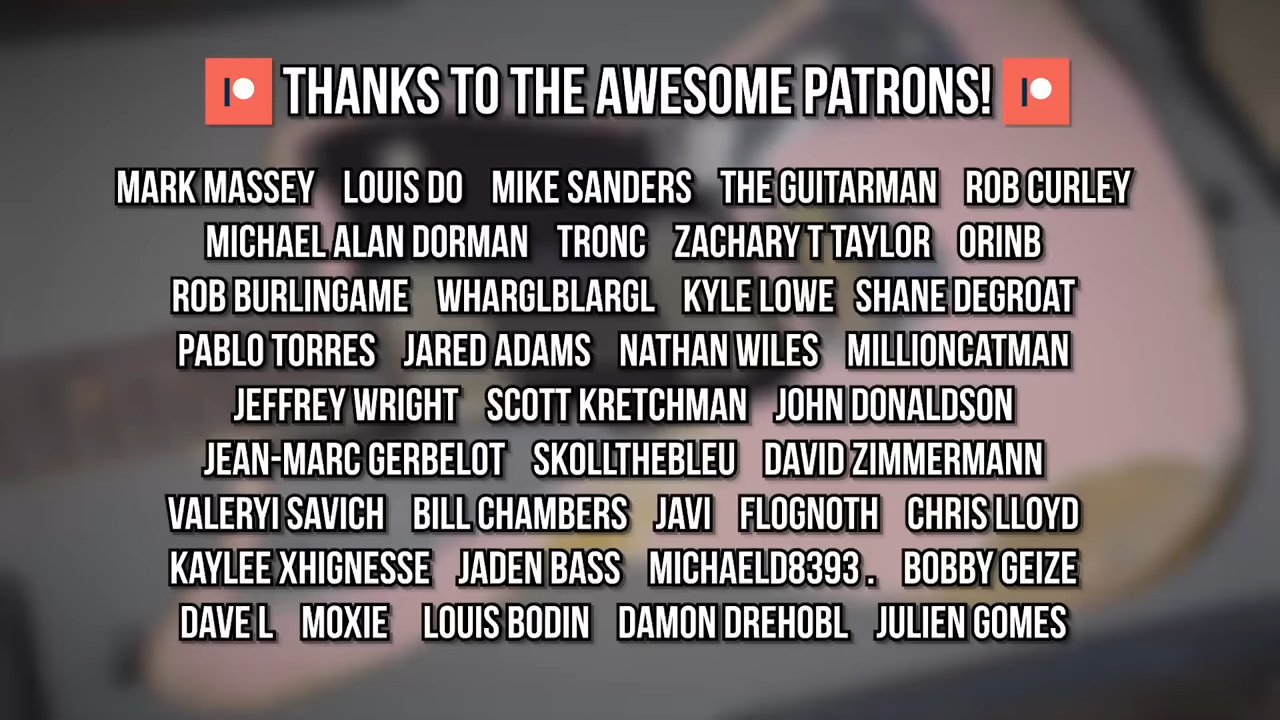 THANKS TO THE AWESOME PATRONS!
MARK MASSEY LOUIS DO MIKE SANDERS THE GUITARMAN ROB CURLEY
MICHAEL ALAN DORMAN TRONC ZACHARY T TAYLOR ORINB
ROB BURLINGAME WHARGLBLARGL KYLE LOWE SHANE DEGROAT
PABLO TORRES JARED ADAMS NATHAN WILES MILLIONCATMAN
JEFFREY WRIGHT SCOTT KRETCHMAN JOHN DONALDSON
JEAN-MARC GERBELOT SKOLLTHEBLEU DAVID ZIMMERMANN
VALERYI SAVICH BILL CHAMBERS JAVI FLOGNOTH CHRIS LLOYD
KAYLEE XHIGNESSE JADEN BASS MICHAELD8393 . BOBBY GEIZE
DAVE L MOXIE LOUIS BODIN DAMON DREHOBL JULIEN GOMES